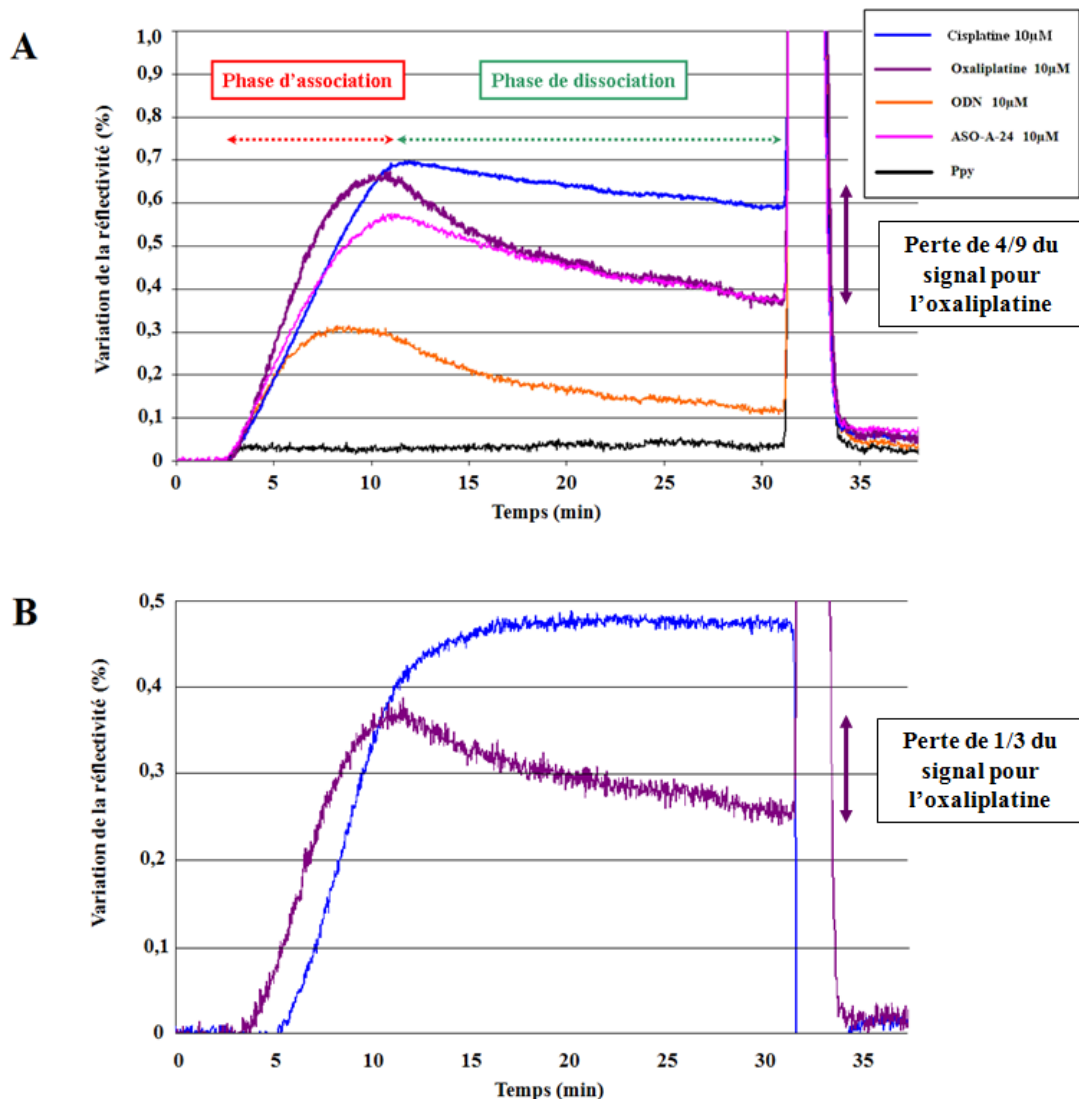 A
Variation de la réflectivité (%)
1,0
0,9
0,8
0,7
0,6
0,5
0,4
0,3
0,2
0,1
0
Phase d'association
Phase de dissociation
Cisplatine 10µM
Oxaliplatine 10µM
ODN 10µM
ASO-A-24 10µM
Ppy
Perte de 4/9 du
signal pour
l'oxaliplatine
0 5 10 15 20 25 30 35
Temps (min)
B
Variation de la réflectivité (%)
0,5
0,4
0,3
0,2
0,1
0
Perte de 1/3 du
signal pour
l'oxaliplatine
0 5 10 15 20 25 30 35
Temps (min)